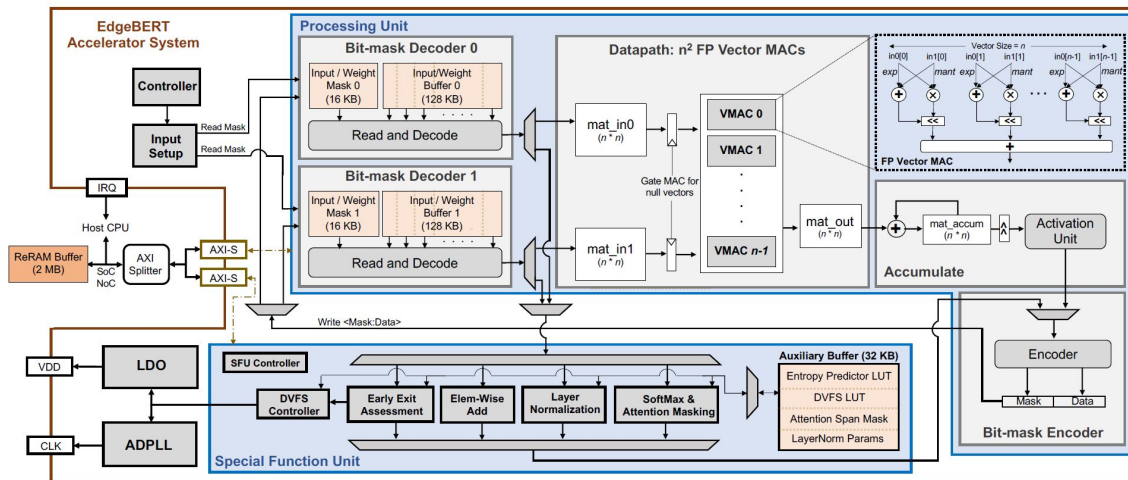 EdgeBERT
Accelerator System
Controller
Input
Setup
Read Mask
Read Mask
IRQ
Host CPU
ReRAM Buffer
(2 MB)
SoC
NoC
AXI
Splitter
AXI-S
AXI-S
VDD
LDO
CLK
ADPLL
Processing Unit
Bit-mask Decoder 0
Input / Weight
Mask 0
(16 KB)
Input/Weight
Buffer 0
(128 KB)
Read and Decode
Bit-mask Decoder 1
Input / Weight
Mask 1
(16 KB)
Input / Weight
Buffer 1
(128 KB)
Read and Decode
Datapath: n² FP Vector MACs
mat_in0
(n * n)
mat_in1
(n * n)
Gate MAC for
null vectors
VMAC 0
VMAC 1
VMAC n-1
mat_out
(n * n)
Vector Size = n
in0[0] in1[0] in0[1] in1[1] in0[n-1] in1[n-1]
exp mant exp mant exp mant
+ × + × + ×
<< << <<
+
FP Vector MAC
+
mat_accum
(n * n)
<<
Activation
Unit
Accumulate
Encoder
Mask Data
Bit-mask Encoder
Write <Mask:Data>
SFU Controller
DVFS
Controller
Early Exit
Assessment
Elem-Wise
Add
Layer
Normalization
SoftMax &
Attention Masking
Auxiliary Buffer (32 KB)
Entropy Predictor LUT
DVFS LUT
Attention Span Mask
LayerNorm Params
Special Function Unit